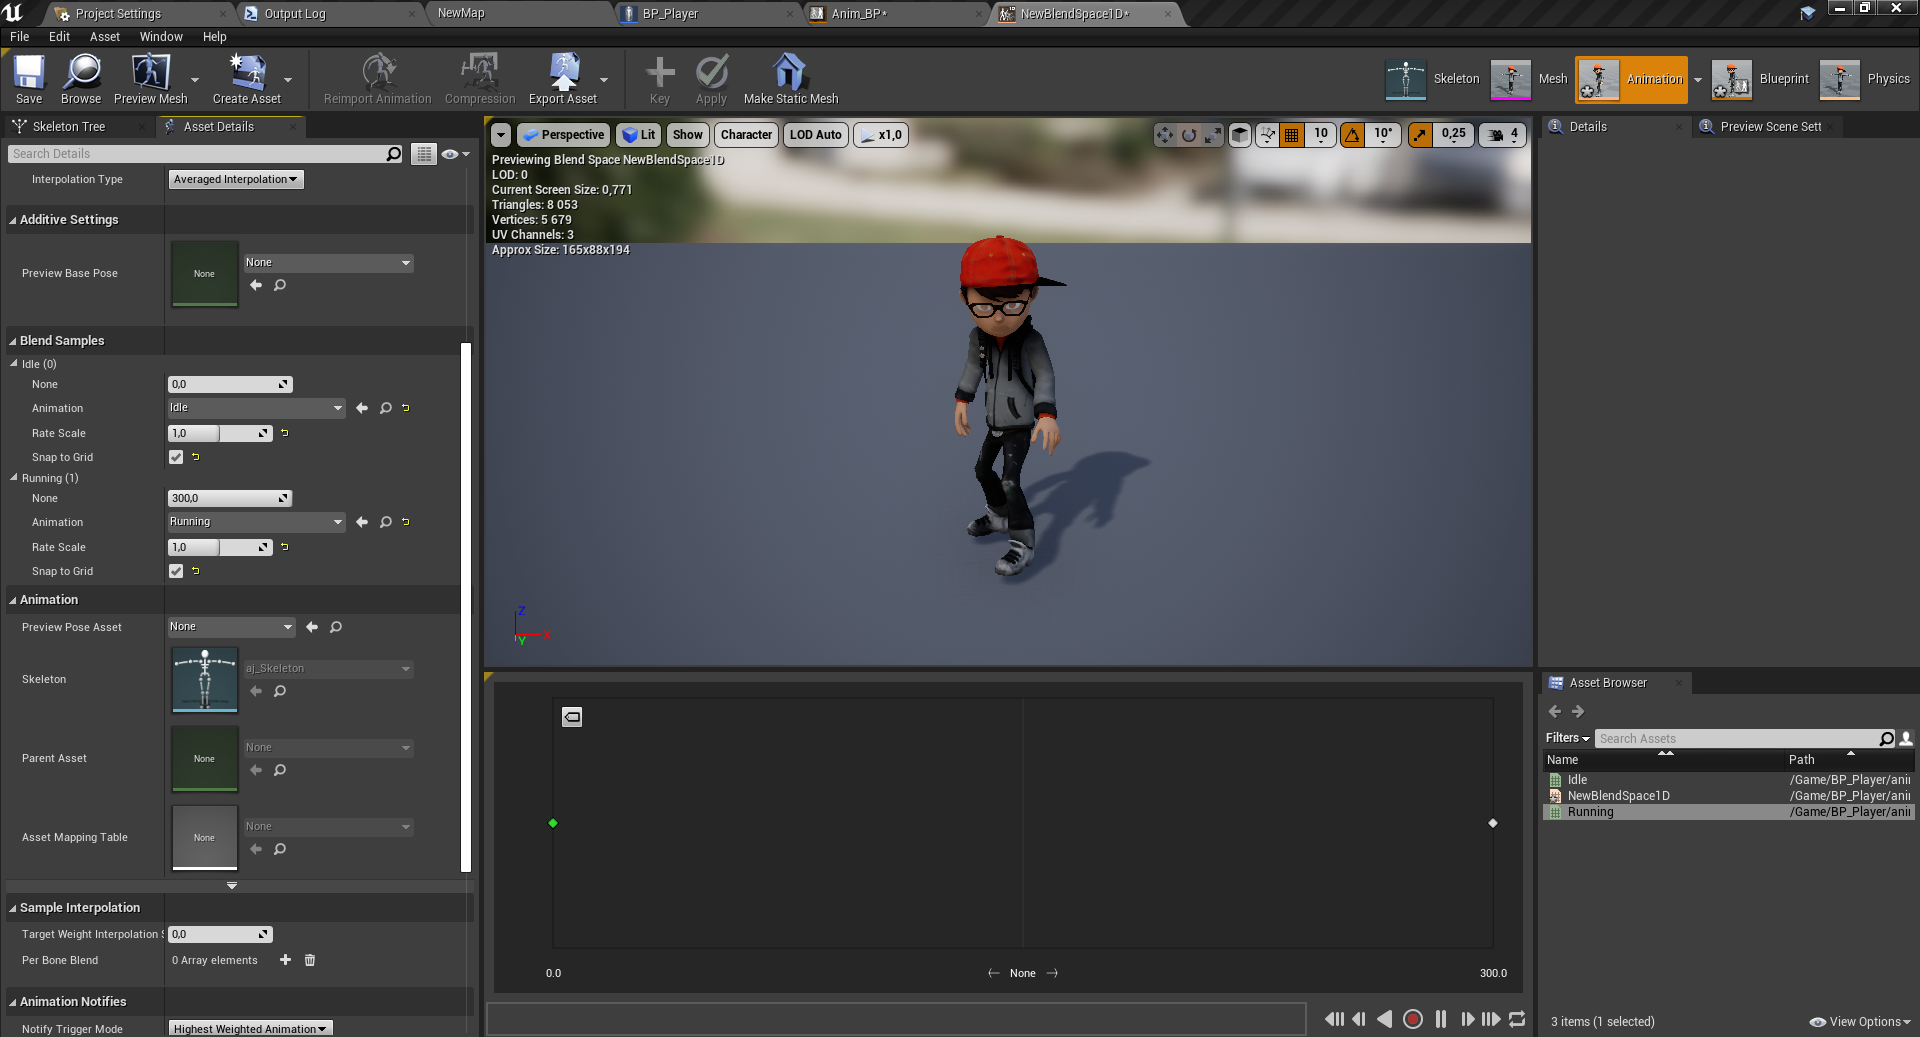 Project Settings
Output Log
NewMap
BP_Player
Anim_BP*
NewBlendSpace1D*
File Edit Asset Window Help
Save
Browse
Preview Mesh
Create Asset
Reimport Animation
Compression
Export Asset
Key
Apply
Make Static Mesh
Skeleton
Mesh
Animation
Blueprint
Physics
Skeleton Tree
Asset Details
Search Details
Interpolation Type
Averaged Interpolation
Additive Settings
Preview Base Pose
None
None
Blend Samples
Idle (0)
None
0,0
Animation
Idle
Rate Scale
1,0
Snap to Grid
Running (1)
None
300,0
Animation
Running
Rate Scale
1,0
Snap to Grid
Animation
Preview Pose Asset
None
Skeleton
aj_Skeleton
Parent Asset
None
None
Asset Mapping Table
None
None
Sample Interpolation
Target Weight Interpolation S
0,0
Per Bone Blend
0 Array elements
Animation Notifies
Notify Trigger Mode
Highest Weighted Animation
Perspective
Lit
Show
Character
LOD Auto
x1,0
10
10°
0,25
4
Previewing Blend Space NewBlendSpace1D
LOD: 0
Current Screen Size: 0,771
Triangles: 8 053
Vertices: 5 679
UV Channels: 3
Approx Size: 165x88x194
Z
X
Y
0.0
None
300.0
Details
Preview Scene Sett
Asset Browser
Filters
Search Assets
Name Path
Idle /Game/BP_Player/ani
NewBlendSpace1D /Game/BP_Player/ani
Running /Game/BP_Player/ani
3 items (1 selected)
View Options